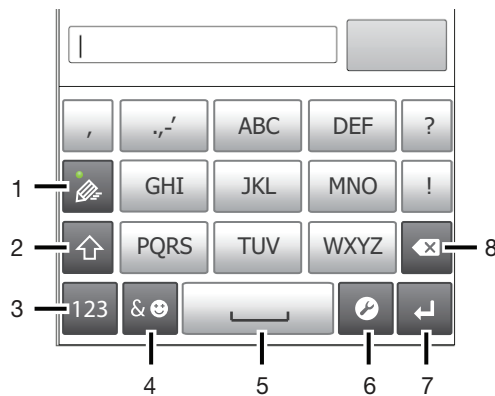 , .,-' ABC DEF ?
1 GHI JKL MNO !
2 PQRS TUV WXYZ 8
3 123 &
4 5 6 7